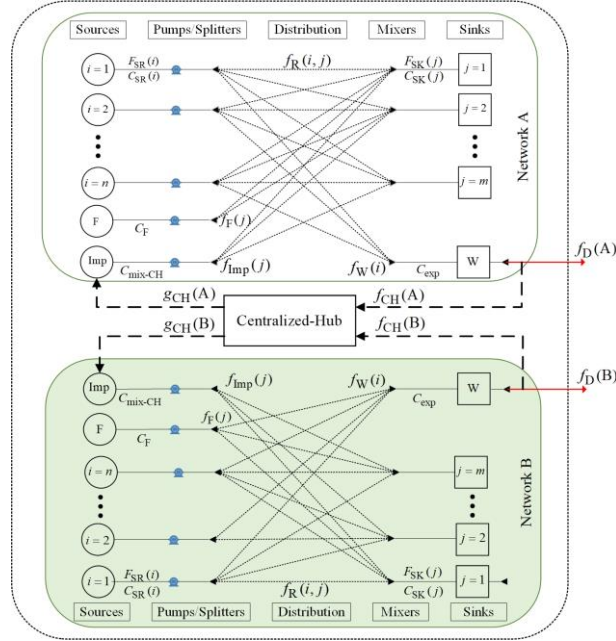 Sources Pumps/Splitters Distribution Mixers Sinks
i = 1 F_SR(i) C_SR(i) f_R(i, j) F_SK(j) C_SK(j) j = 1
i = 2 j = 2
i = n j = m
F C_F f_F(j)
Imp C_mix-CH f_Imp(j) f_W(i) C_exp W
Network A
f_D(A)
g_CH(A) f_CH(A)
Centralized-Hub
g_CH(B) f_CH(B)
f_D(B)
Imp C_mix-CH f_Imp(j) f_W(i) C_exp W
F C_F f_F(j)
i = n j = m
i = 2 j = 2
i = 1 F_SR(i) C_SR(i) f_R(i, j) F_SK(j) C_SK(j) j = 1
Network B
Sources Pumps/Splitters Distribution Mixers Sinks